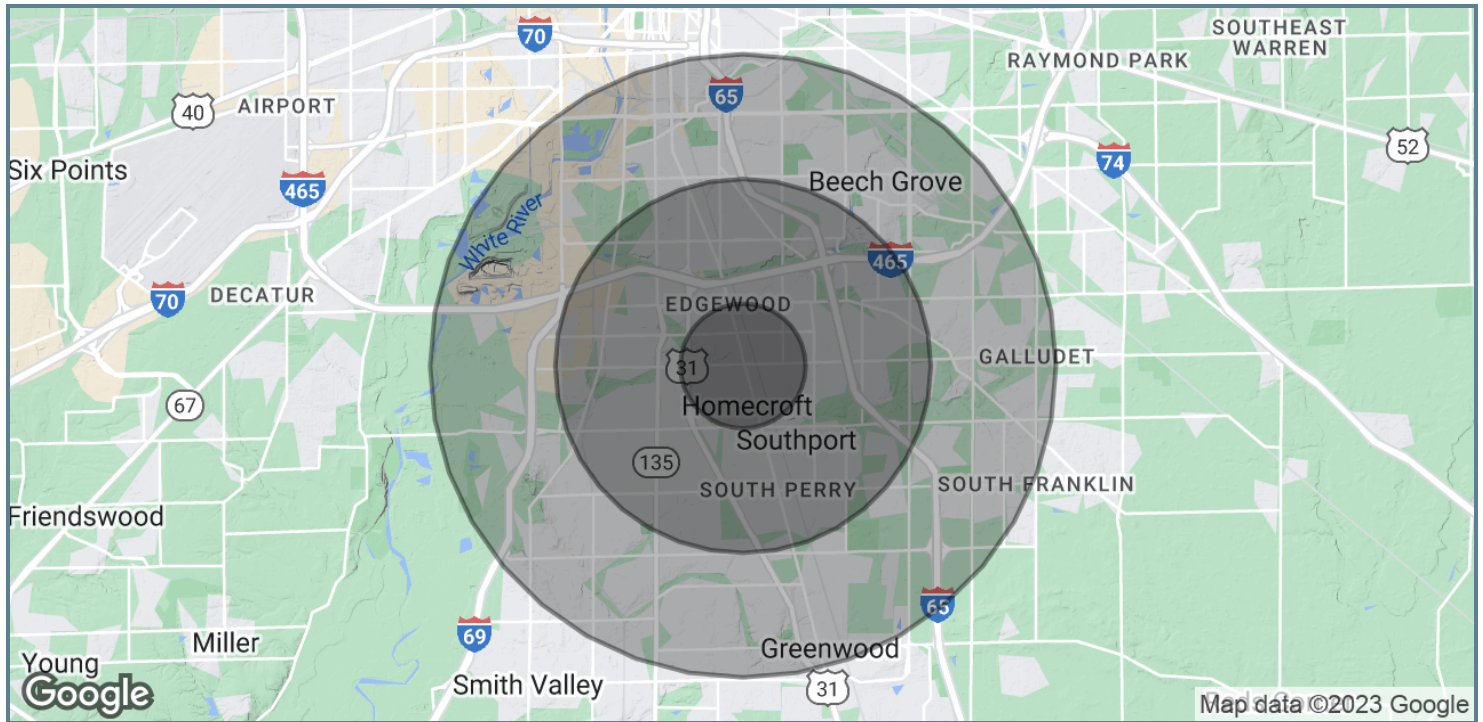 70
SOUTHEAST
WARREN
RAYMOND PARK
65
40
AIRPORT
52
74
Six Points
Beech Grove
465
White River
465
70
DECATUR
EDGEWOOD
GALLUDET
31
67
Homecroft
Southport
135
SOUTH PERRY
SOUTH FRANKLIN
Friendswood
65
69
Miller
Greenwood
Young
Smith Valley
31
Google
Map data ©2023 Google